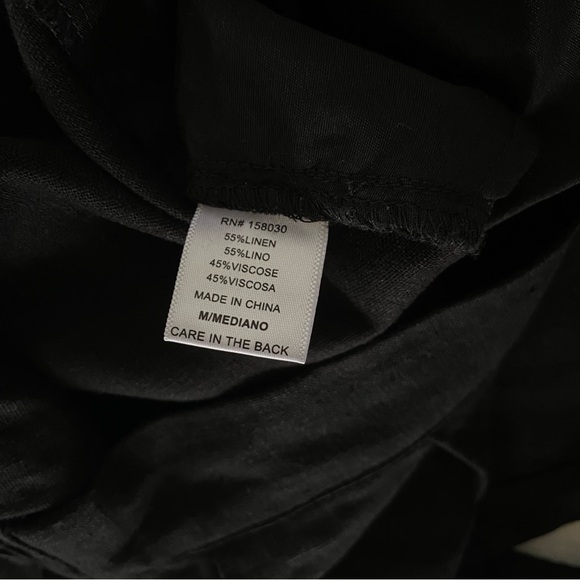 RN# 158030
55%LINEN
55%LINO
45%VISCOSE
45%VISCOSA
MADE IN CHINA
M/MEDIANO
CARE IN THE BACK